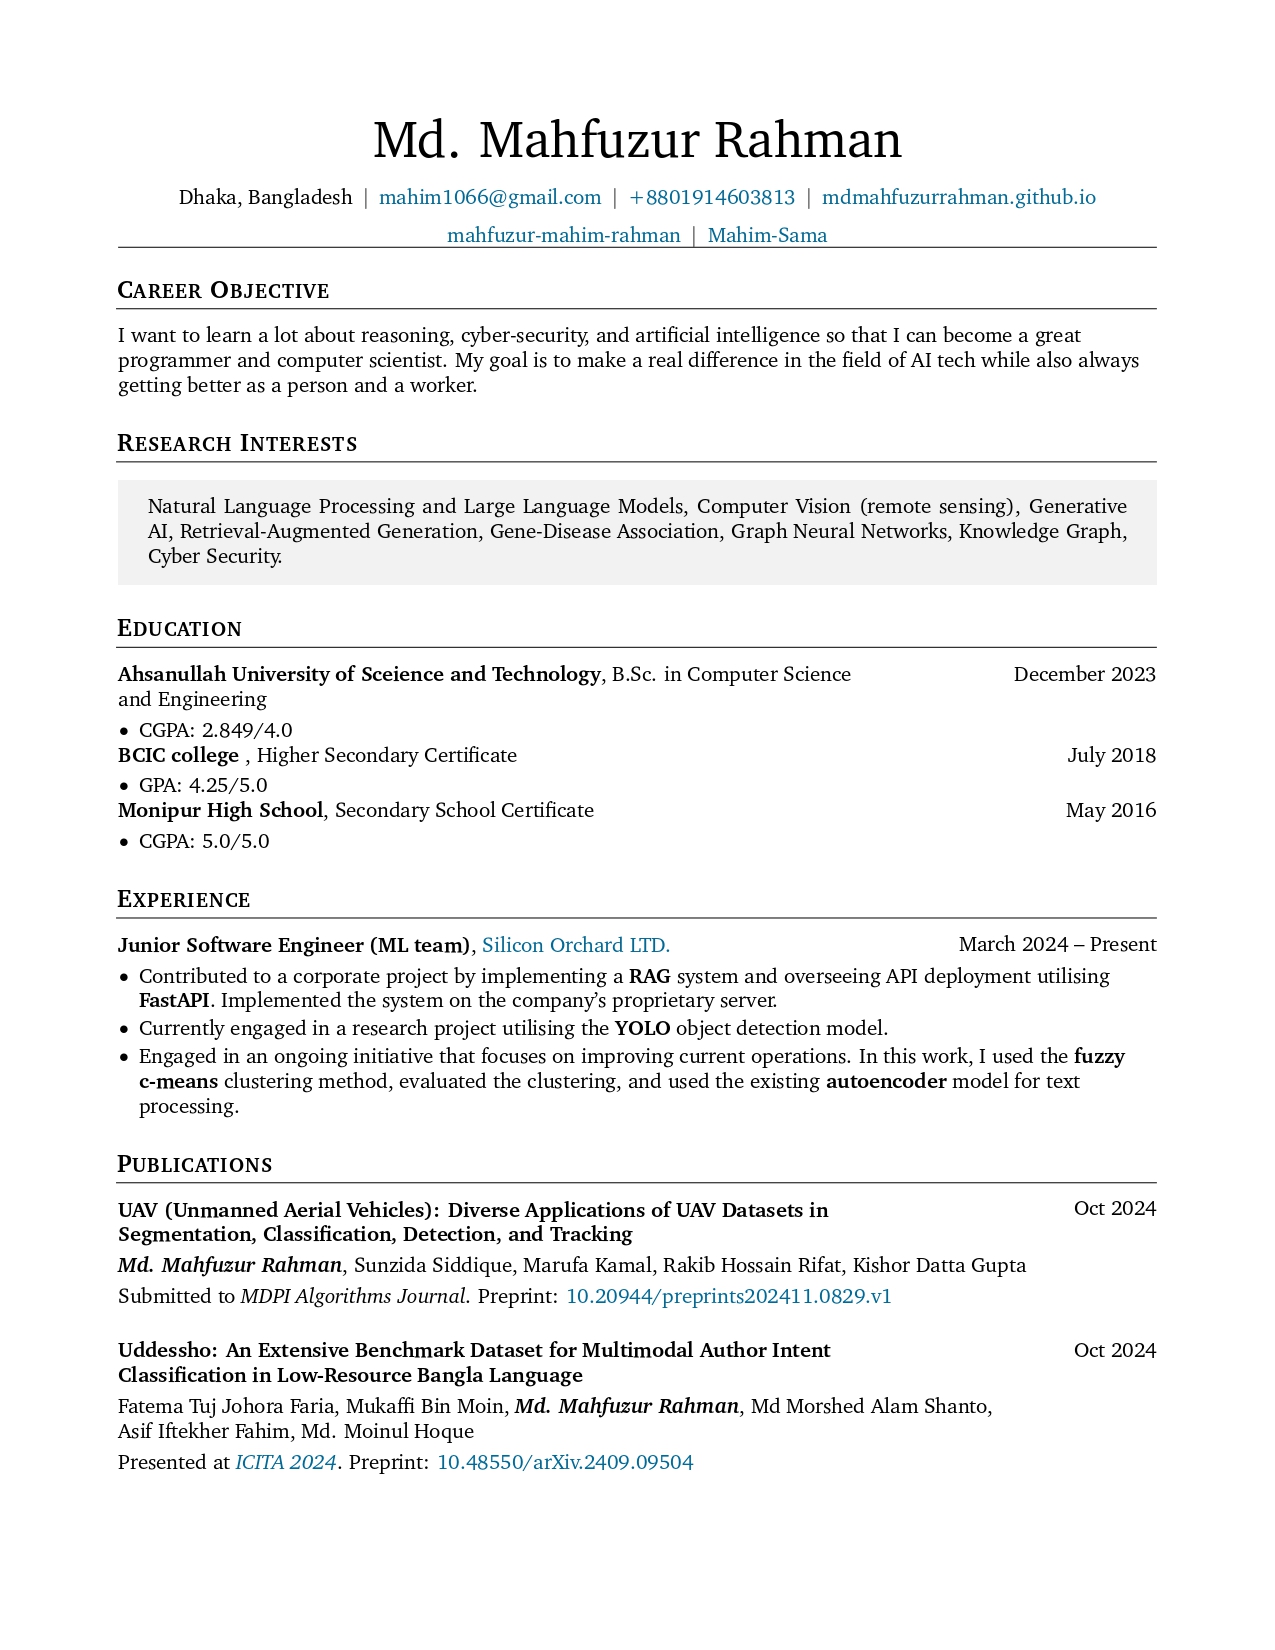 Md. Mahfuzur Rahman
Dhaka, Bangladesh | mahim1066@gmail.com | +8801914603813 | mdmahfuzurrahman.github.io
mahfuzur-mahim-rahman | Mahim-Sama
Career Objective
I want to learn a lot about reasoning, cyber-security, and artificial intelligence so that I can become a great
programmer and computer scientist. My goal is to make a real difference in the field of AI tech while also always
getting better as a person and a worker.
Research Interests
Natural Language Processing and Large Language Models, Computer Vision (remote sensing), Generative
AI, Retrieval-Augmented Generation, Gene-Disease Association, Graph Neural Networks, Knowledge Graph,
Cyber Security.
Education
Ahsanullah University of Sceience and Technology, B.Sc. in Computer Science December 2023
and Engineering
• CGPA: 2.849/4.0
BCIC college , Higher Secondary Certificate July 2018
• GPA: 4.25/5.0
Monipur High School, Secondary School Certificate May 2016
• CGPA: 5.0/5.0
Experience
Junior Software Engineer (ML team), Silicon Orchard LTD. March 2024 – Present
• Contributed to a corporate project by implementing a RAG system and overseeing API deployment utilising
FastAPI. Implemented the system on the company's proprietary server.
• Currently engaged in a research project utilising the YOLO object detection model.
• Engaged in an ongoing initiative that focuses on improving current operations. In this work, I used the fuzzy
c-means clustering method, evaluated the clustering, and used the existing autoencoder model for text
processing.
Publications
UAV (Unmanned Aerial Vehicles): Diverse Applications of UAV Datasets in Oct 2024
Segmentation, Classification, Detection, and Tracking
Md. Mahfuzur Rahman, Sunzida Siddique, Marufa Kamal, Rakib Hossain Rifat, Kishor Datta Gupta
Submitted to MDPI Algorithms Journal. Preprint: 10.20944/preprints202411.0829.v1
Uddessho: An Extensive Benchmark Dataset for Multimodal Author Intent Oct 2024
Classification in Low-Resource Bangla Language
Fatema Tuj Johora Faria, Mukaffi Bin Moin, Md. Mahfuzur Rahman, Md Morshed Alam Shanto,
Asif Iftekher Fahim, Md. Moinul Hoque
Presented at ICITA 2024. Preprint: 10.48550/arXiv.2409.09504